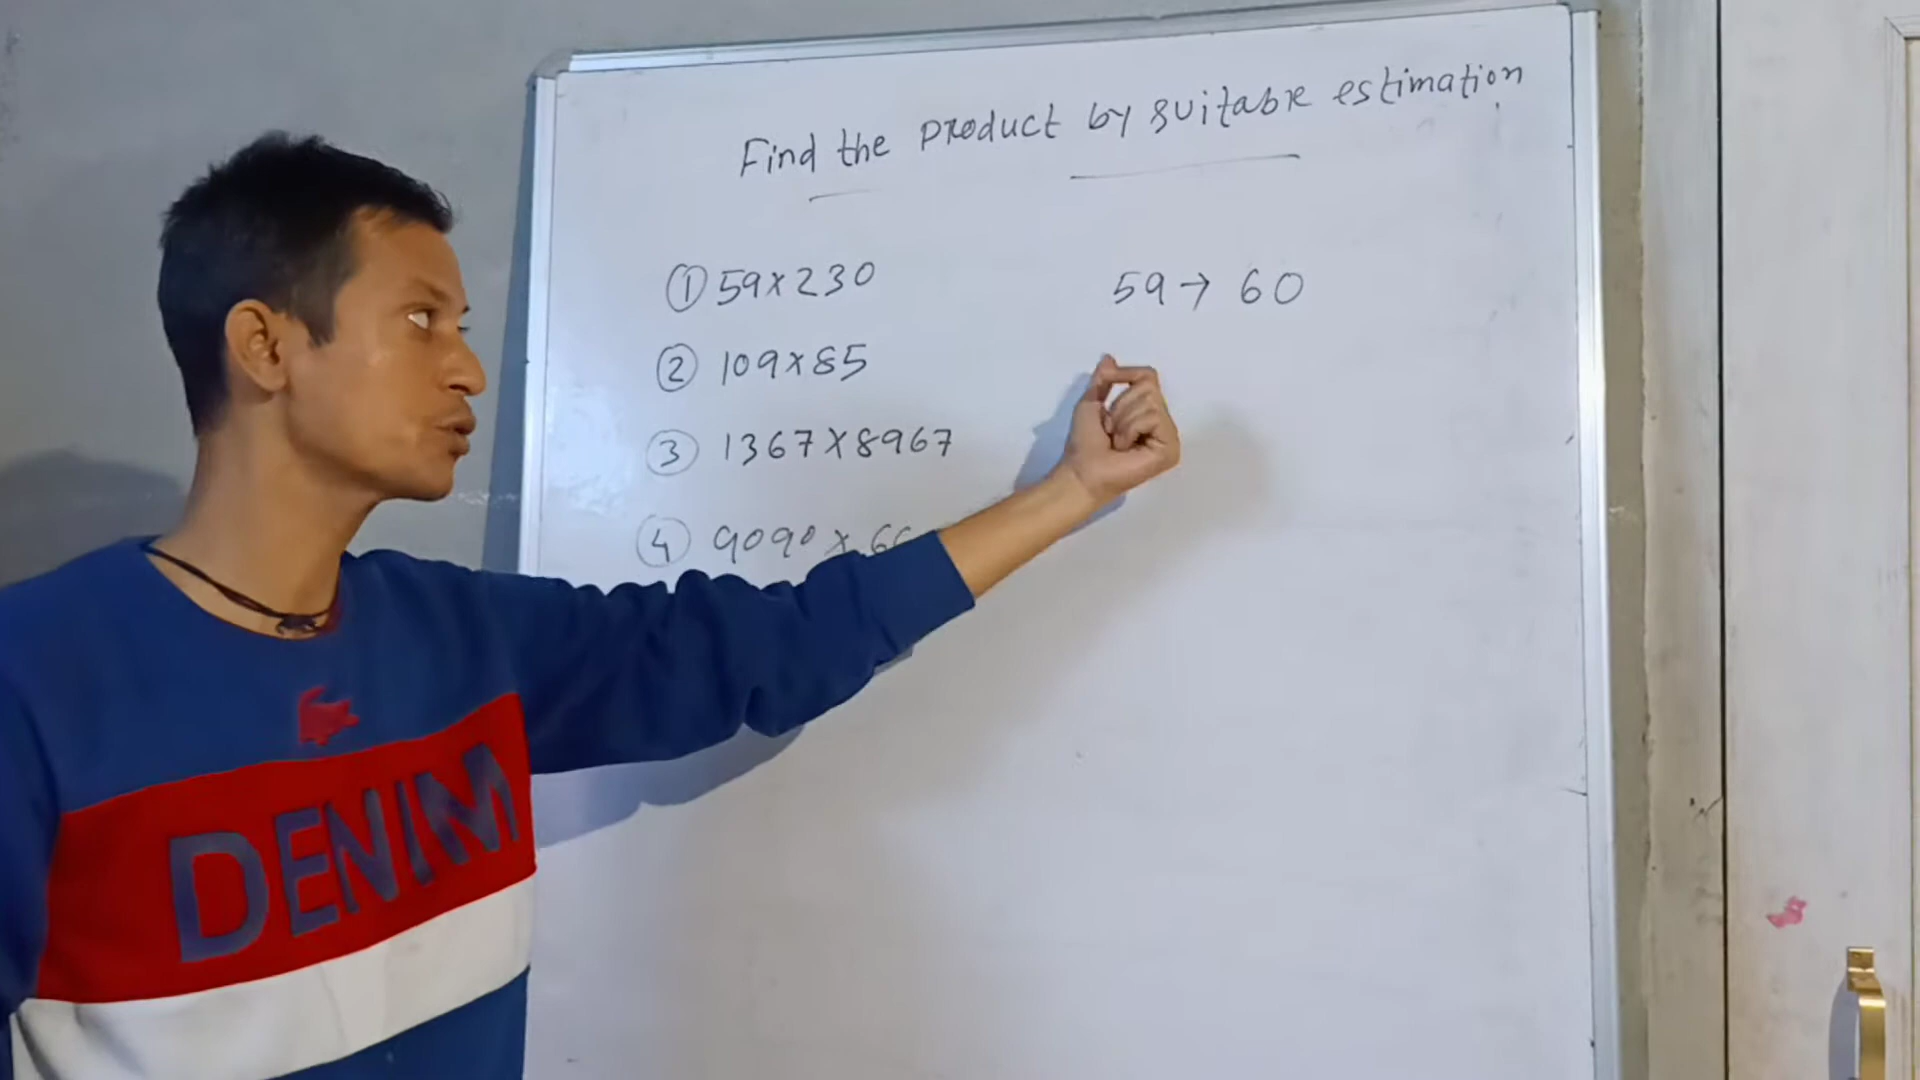 Find the product by suitable estimation
① 59×230
59→ 60
② 109×85
③ 1367×8967
④ 9090×
DENIM